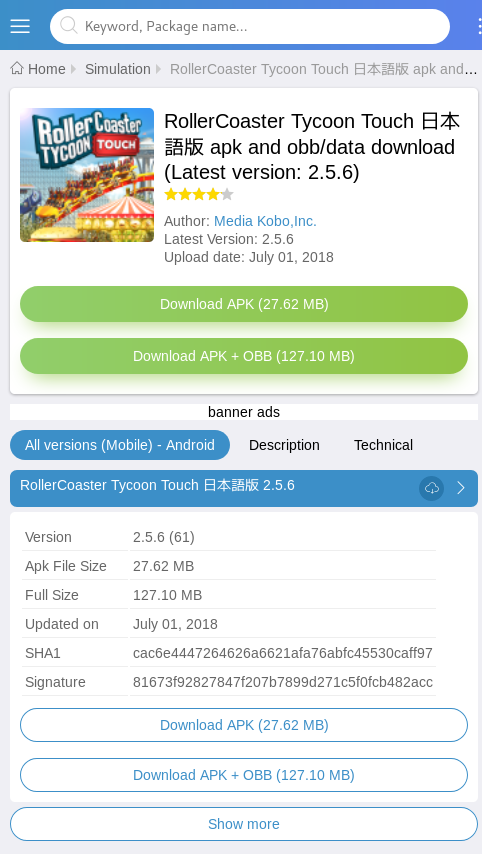 Keyword, Package name...
Home Simulation RollerCoaster Tycoon Touch 日本語版 apk and...
RollerCoaster
TYCOON
TOUCH
RollerCoaster Tycoon Touch 日本
語版 apk and obb/data download
(Latest version: 2.5.6)
Author: Media Kobo,Inc.
Latest Version: 2.5.6
Upload date: July 01, 2018
Download APK (27.62 MB)
Download APK + OBB (127.10 MB)
banner ads
All versions (Mobile) - Android Description Technical
RollerCoaster Tycoon Touch 日本語版 2.5.6
Version 2.5.6 (61)
Apk File Size 27.62 MB
Full Size 127.10 MB
Updated on July 01, 2018
SHA1 cac6e4447264626a6621afa76abfc45530caff97
Signature 81673f92827847f207b7899d271c5f0fcb482acc
Download APK (27.62 MB)
Download APK + OBB (127.10 MB)
Show more